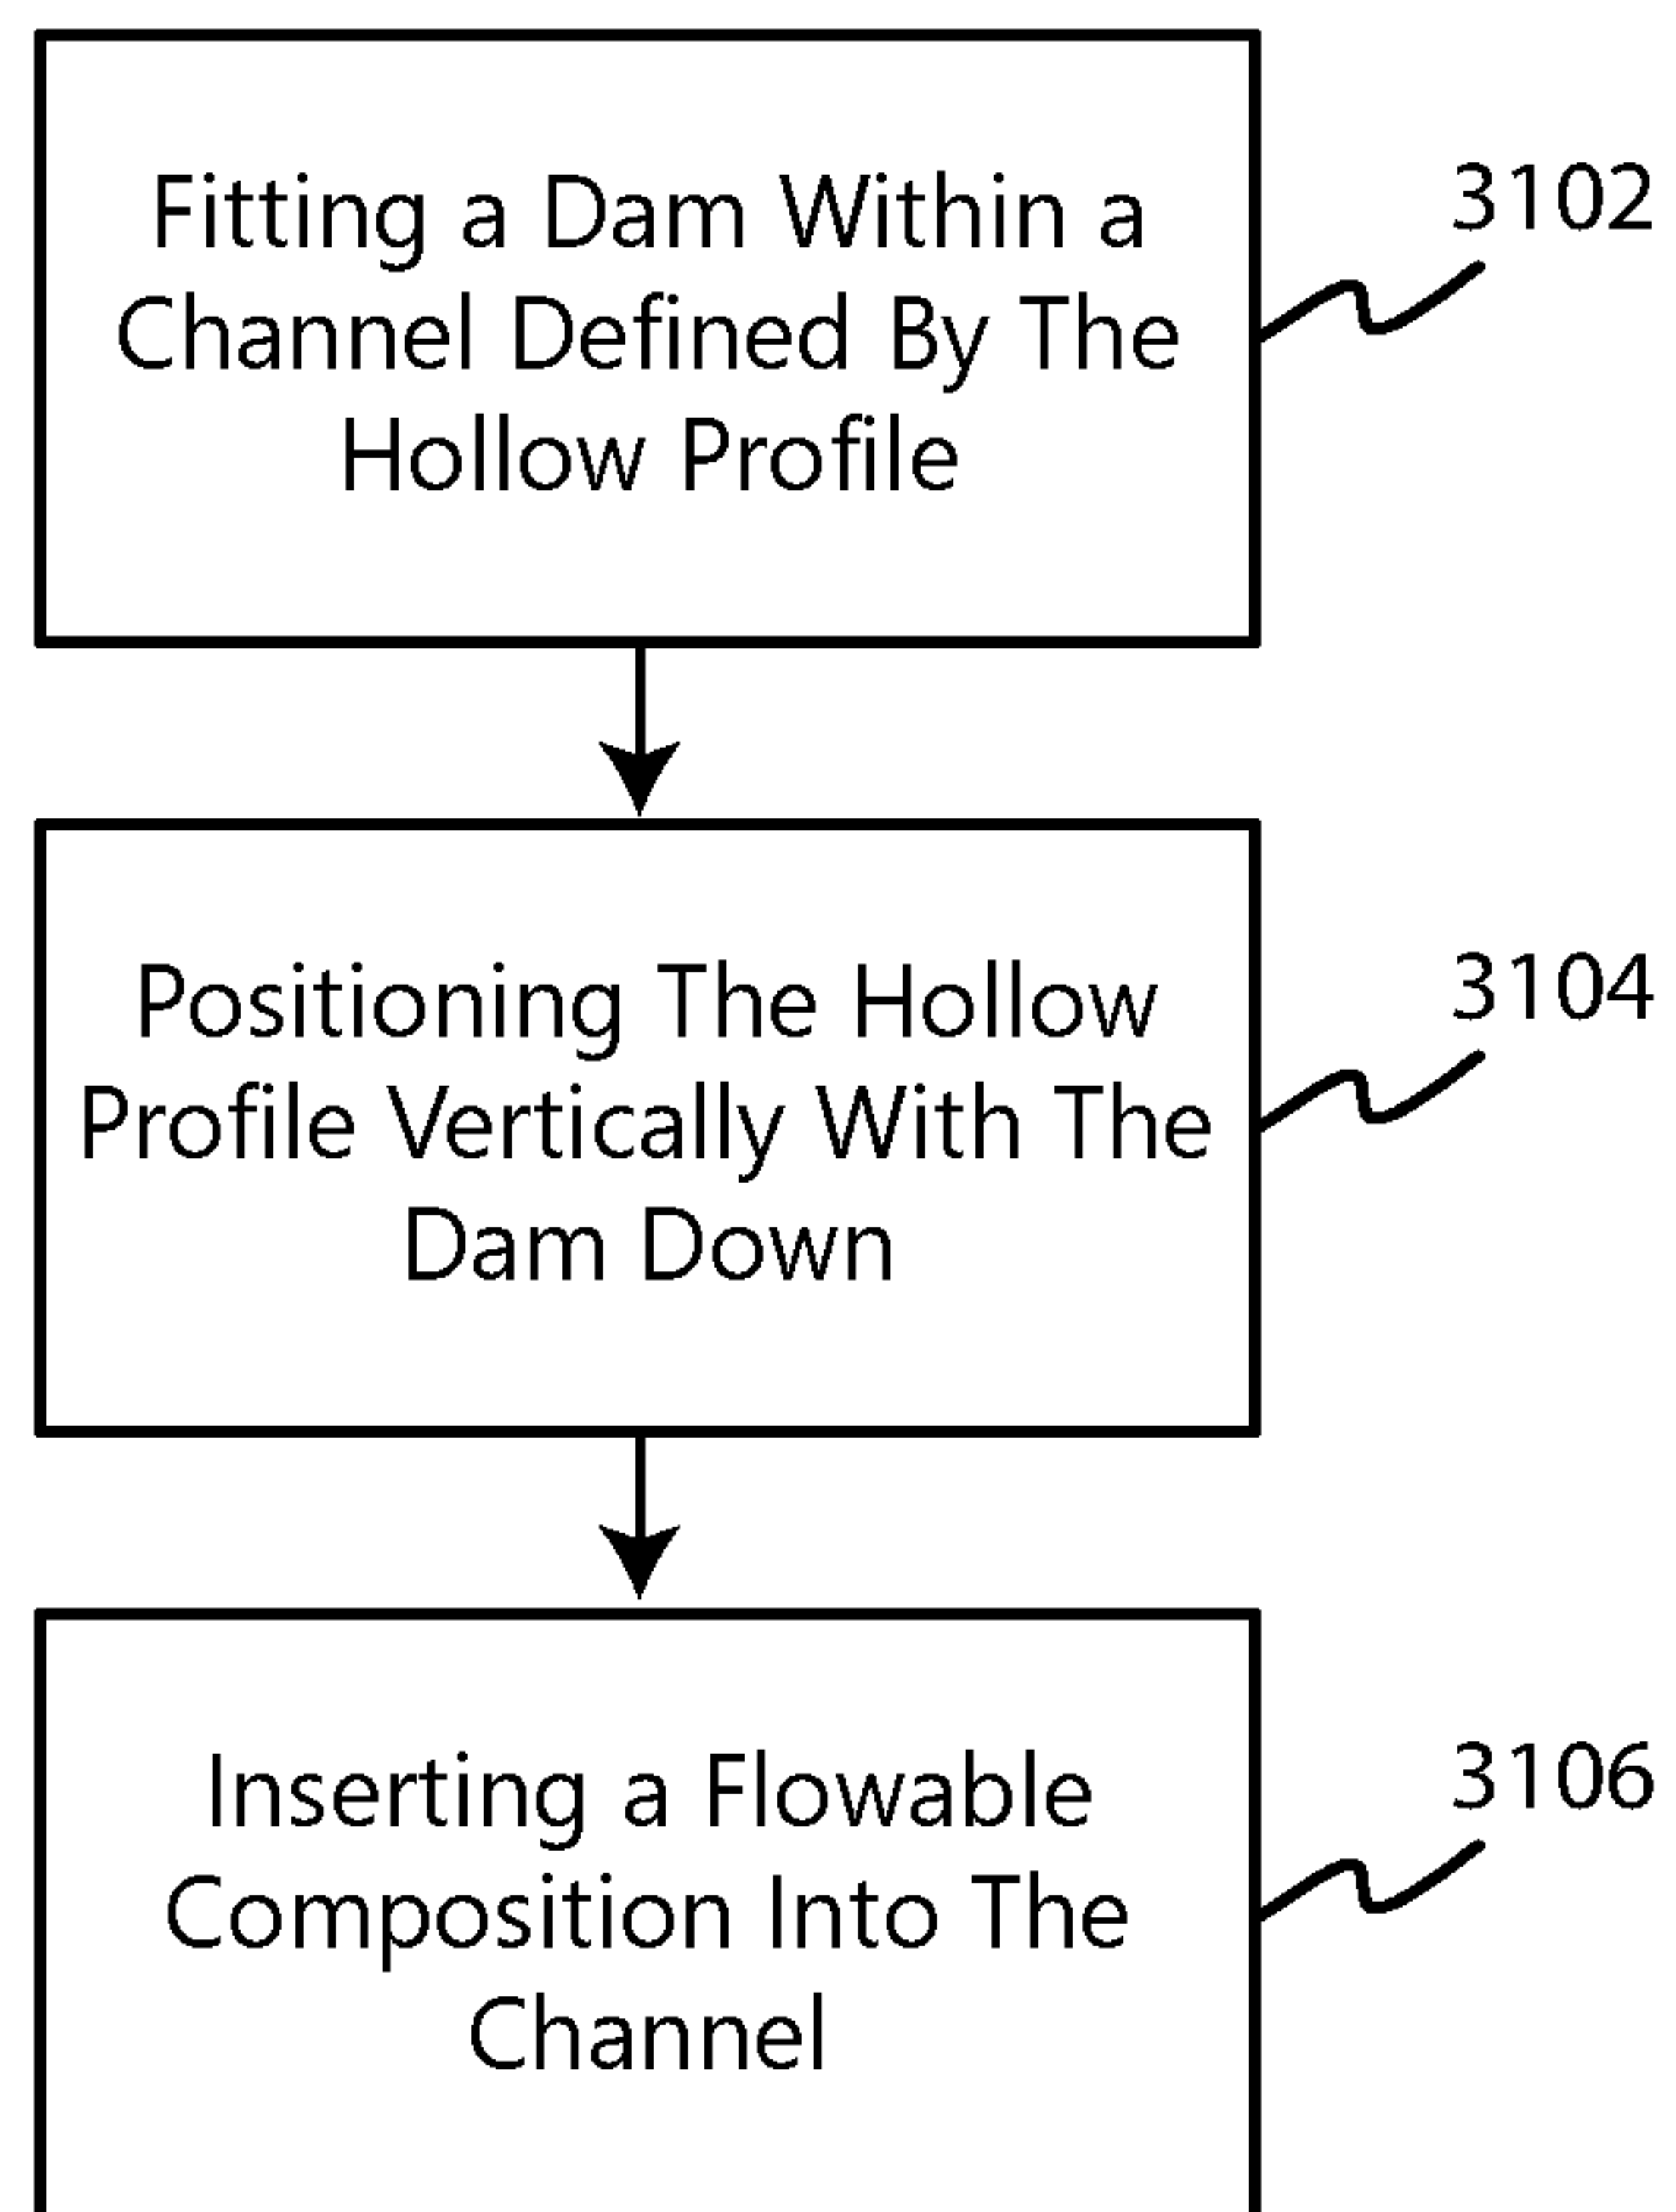 Fitting a Dam Within a
Channel Defined By The
Hollow Profile
3102
Positioning The Hollow
Profile Vertically With The
Dam Down
3104
Inserting a Flowable
Composition Into The
Channel
3106